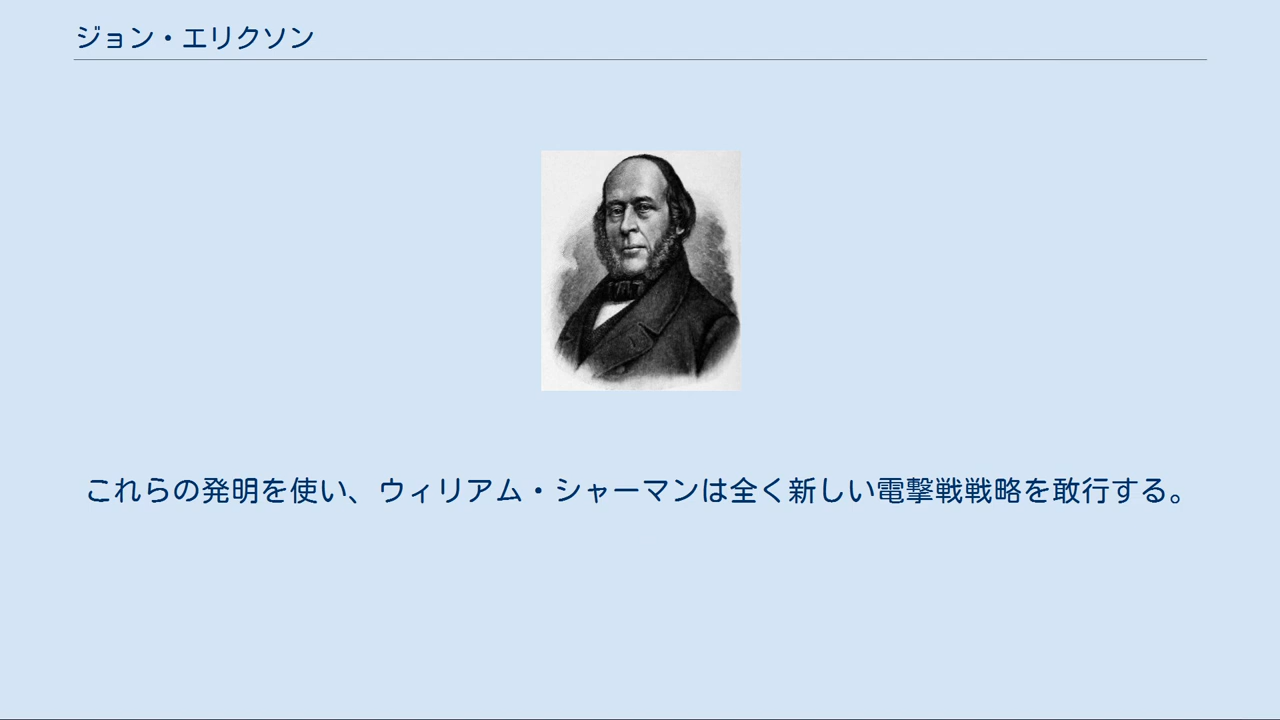 ジョン・エリクソン
これらの発明を使い、ウィリアム・シャーマンは全く新しい電撃戦戦略を敢行する。